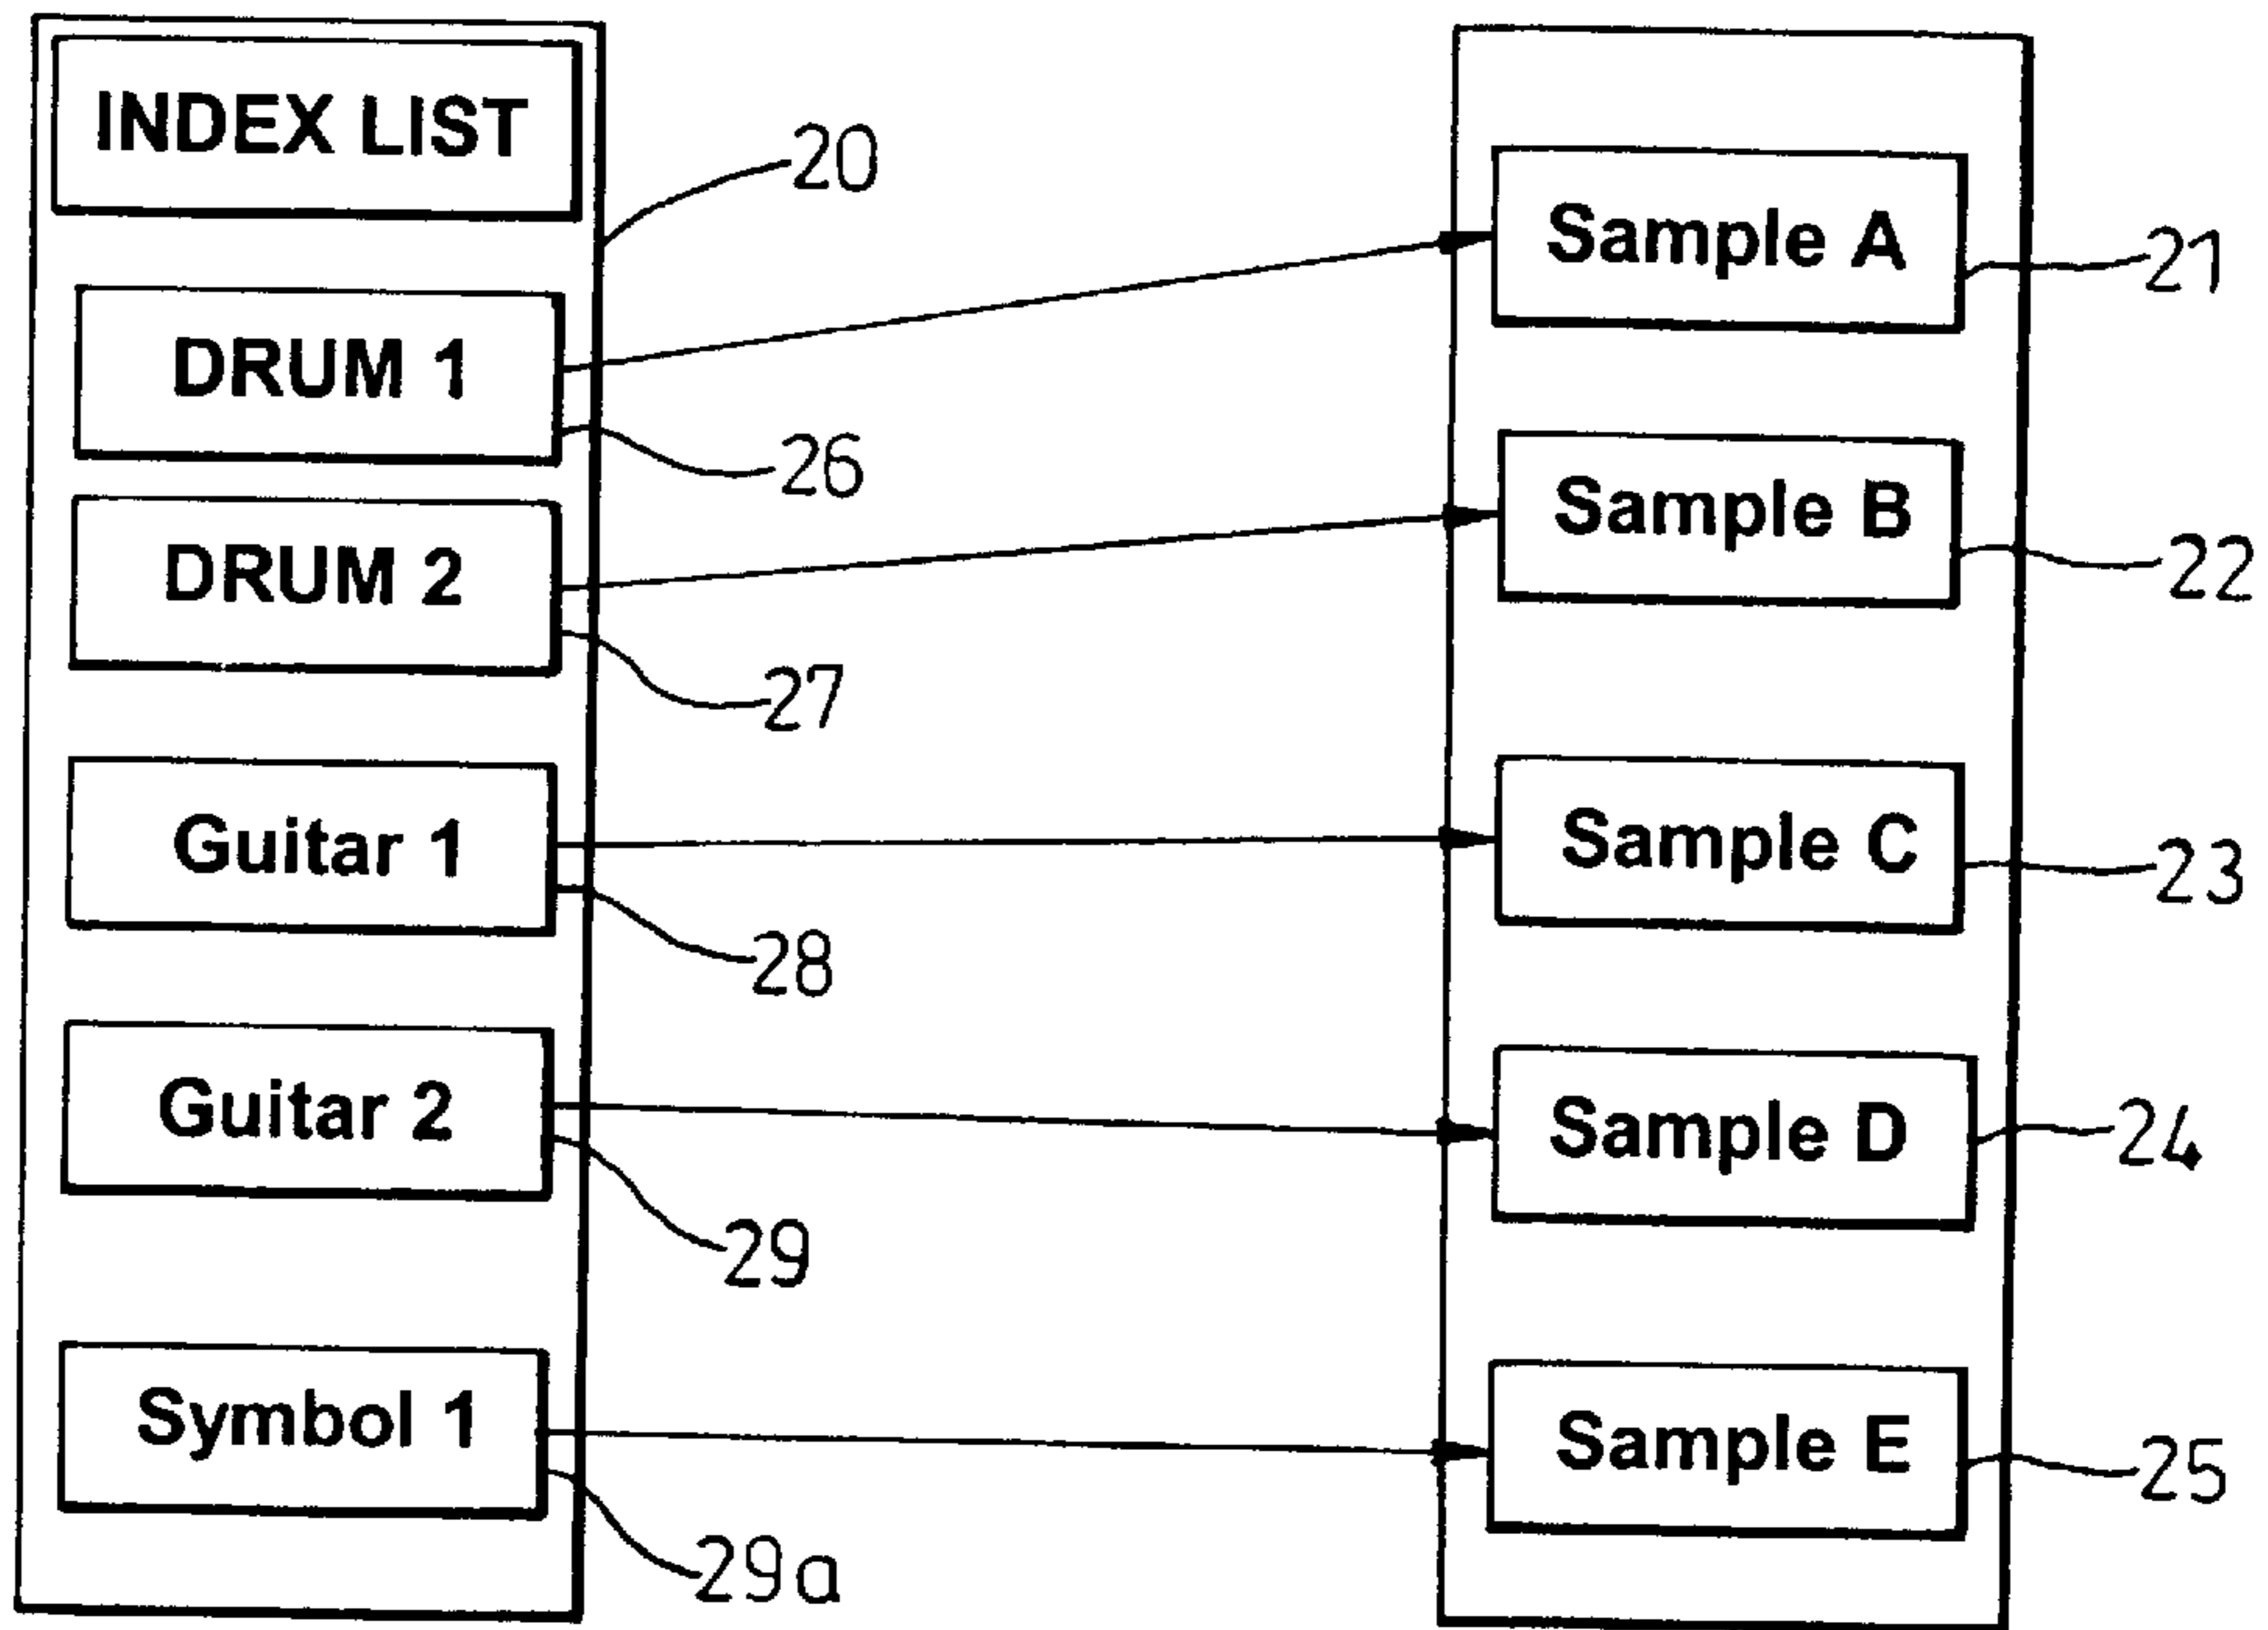 INDEX LIST
20
DRUM 1
26
DRUM 2
27
Guitar 1
28
Guitar 2
29
Symbol 1
29a
Sample A
21
Sample B
22
Sample C
23
Sample D
24
Sample E
25